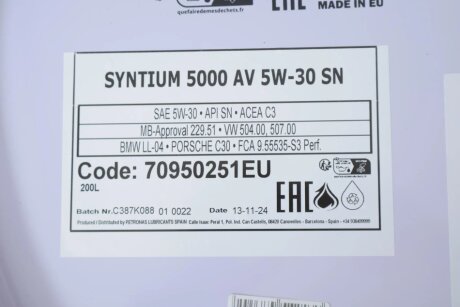 quefairedemesdechets.fr
EAC
MADE IN EU
SYNTIUM 5000 AV 5W-30 SN
SAE 5W-30 • API SN • ACEA C3
MB-Approval 229.51 • VW 504.00, 507.00
BMW LL-04 • PORSCHE C30 • FCA 9.55535-S3 Perf.
Code: 70950251EU
200L
EAC
Batch Nr. C387K088 01 0022 Date 13-11-24
Produced / Distributed by PETRONAS LUBRICANTS SPAIN